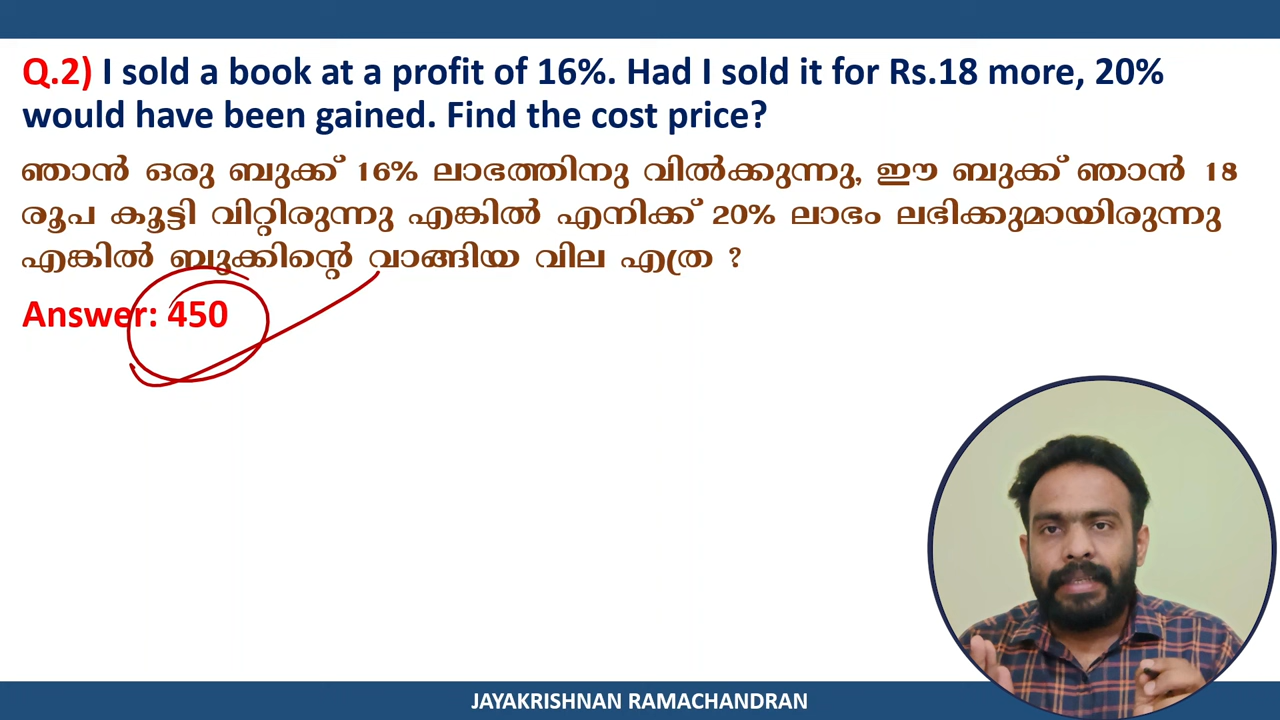 Q.2) I sold a book at a profit of 16%. Had I sold it for Rs.18 more, 20%
would have been gained. Find the cost price?
ഞാൻ ഒരു ബുക്ക് 16% ലാഭത്തിനു വിൽക്കുന്നു, ഈ ബുക്ക് ഞാൻ 18
രൂപ കൂട്ടി വിറ്റിരുന്നു എങ്കിൽ എനിക്ക് 20% ലാഭം ലഭിക്കുമായിരുന്നു
എങ്കിൽ ബുക്കിന്റെ വാങ്ങിയ വില എത്ര ?
Answer: 450
JAYAKRISHNAN RAMACHANDRAN